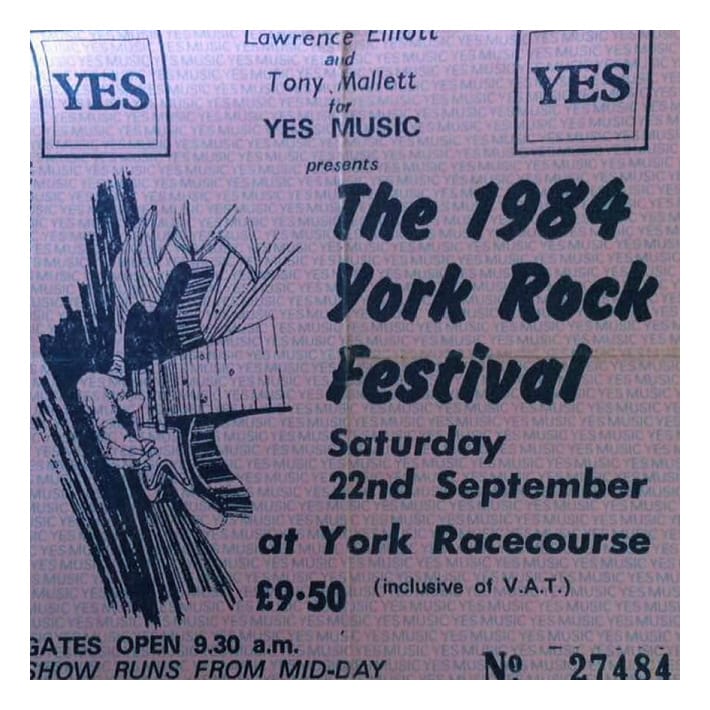 Lawrence Elliott
YES
and
YES
Tony Mallett
for
YES MUSIC
presents
The 1984
York Rock
Festival
Saturday
22nd September
at York Racecourse
£9·50 (inclusive of V.A.T.)
GATES OPEN 9.30 a.m.
SHOW RUNS FROM MID-DAY
Nº 27484